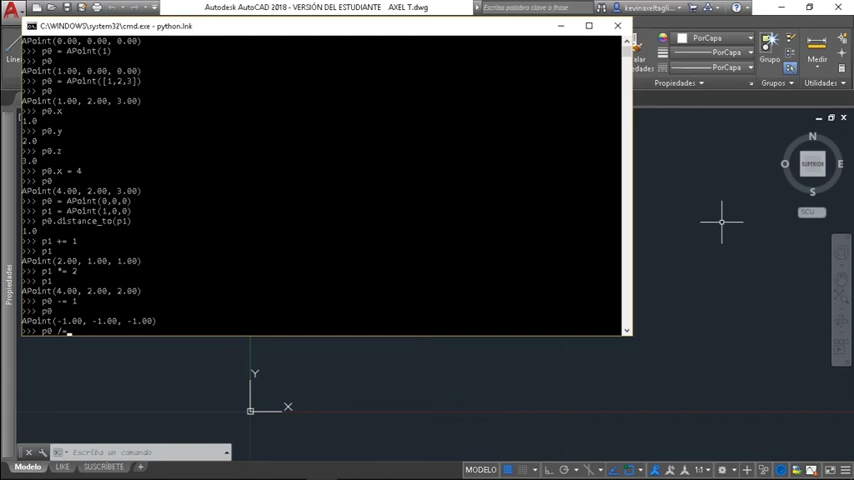 Autodesk AutoCAD 2018 - VERSIÓN DEL ESTUDIANTE AXEL T.dwg
Escriba palabra clave o frase
C:\WINDOWS\system32\cmd.exe - python.lnk
APoint(0.00, 0.00, 0.00)
>>> p0 = APoint(1)
>>> p0
APoint(1.00, 0.00, 0.00)
>>> p0 = APoint([1,2,3])
>>> p0
APoint(1.00, 2.00, 3.00)
>>> p0.x
1.0
>>> p0.y
2.0
>>> p0.z
3.0
>>> p0.x = 4
>>> p0
APoint(4.00, 2.00, 3.00)
>>> p0 = APoint(0,0,0)
>>> p1 = APoint(1,0,0)
>>> p0.distance_to(p1)
1.0
>>> p1 += 1
>>> p1
APoint(2.00, 1.00, 1.00)
>>> p1 *= 2
>>> p1
APoint(4.00, 2.00, 2.00)
>>> p0 -= 1
>>> p0
APoint(-1.00, -1.00, -1.00)
>>> p0 /=
PorCapa
PorCapa
PorCapa
Propiedades
Grupo
Grupos
Medir
Utilidades
N
O
SUPERIOR
E
S
SCU
Propiedades
Y
X
Escriba un comando
Modelo
LIKE
SUSCRÍBETE
MODELO
1:1